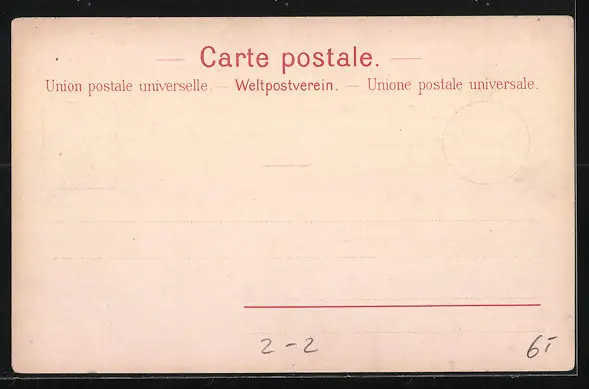 — Carte postale. —
Union postale universelle. — Weltpostverein. — Unione postale universale.
2-2
6,-